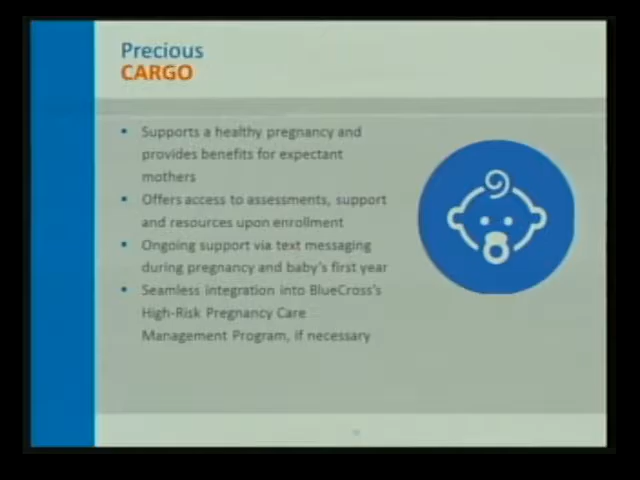 Precious
CARGO
▪ Supports a healthy pregnancy and
provides benefits for expectant
mothers
▪ Offers access to assessments, support
and resources upon enrollment
▪ Ongoing support via text messaging
during pregnancy and baby's first year
▪ Seamless integration into BlueCross's
High-Risk Pregnancy Care
Management Program, if necessary